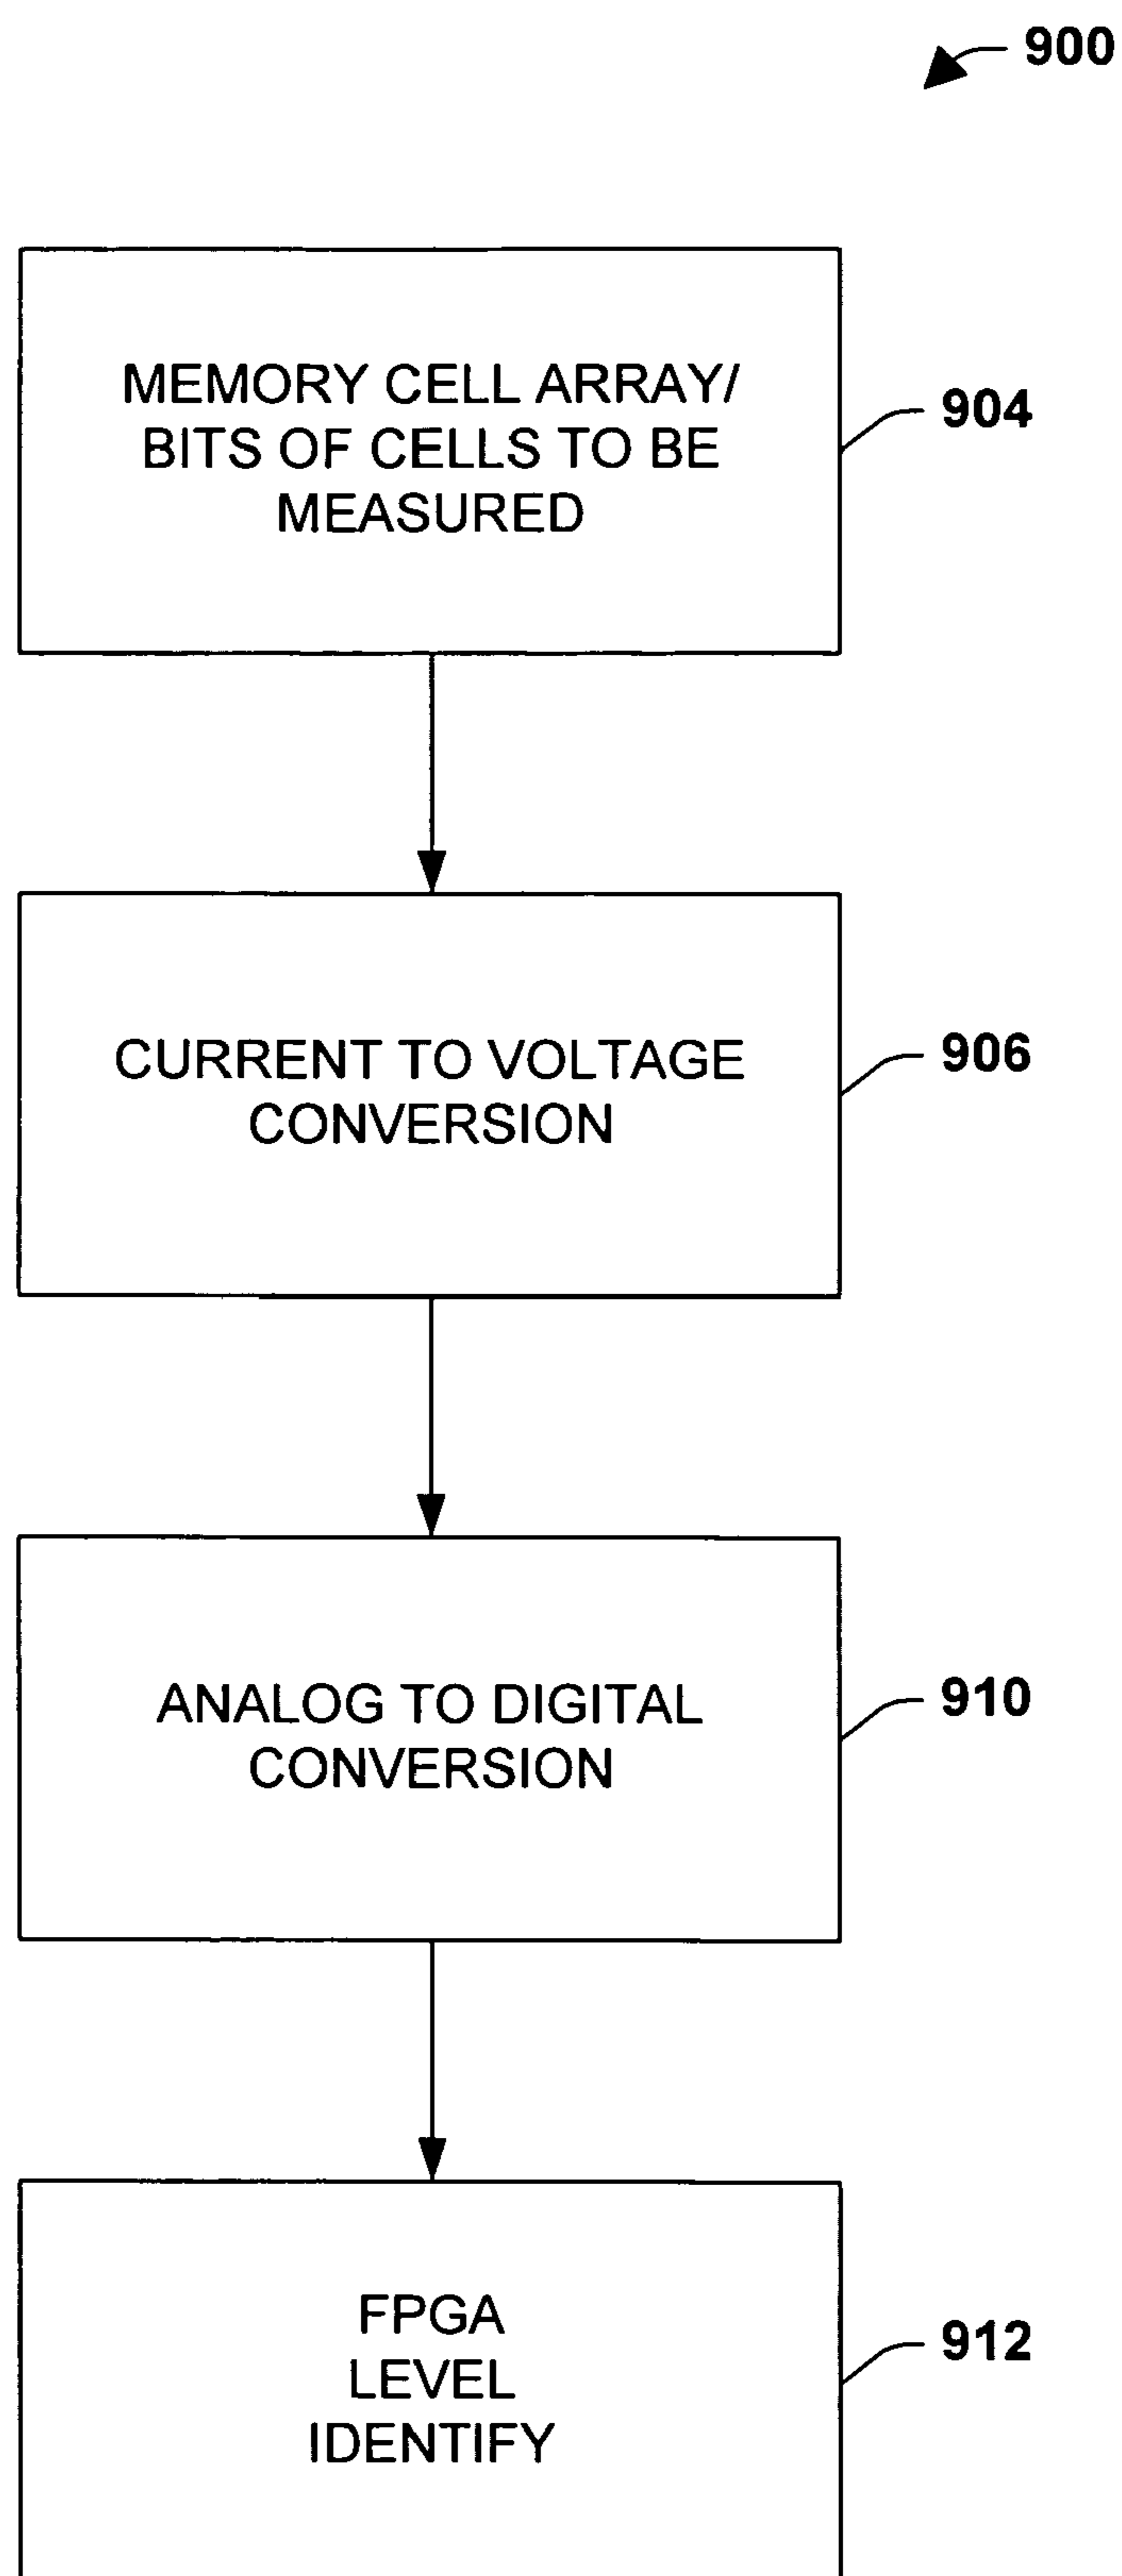 900
MEMORY CELL ARRAY/
BITS OF CELLS TO BE
MEASURED
904
CURRENT TO VOLTAGE
CONVERSION
906
ANALOG TO DIGITAL
CONVERSION
910
FPGA
LEVEL
IDENTIFY
912